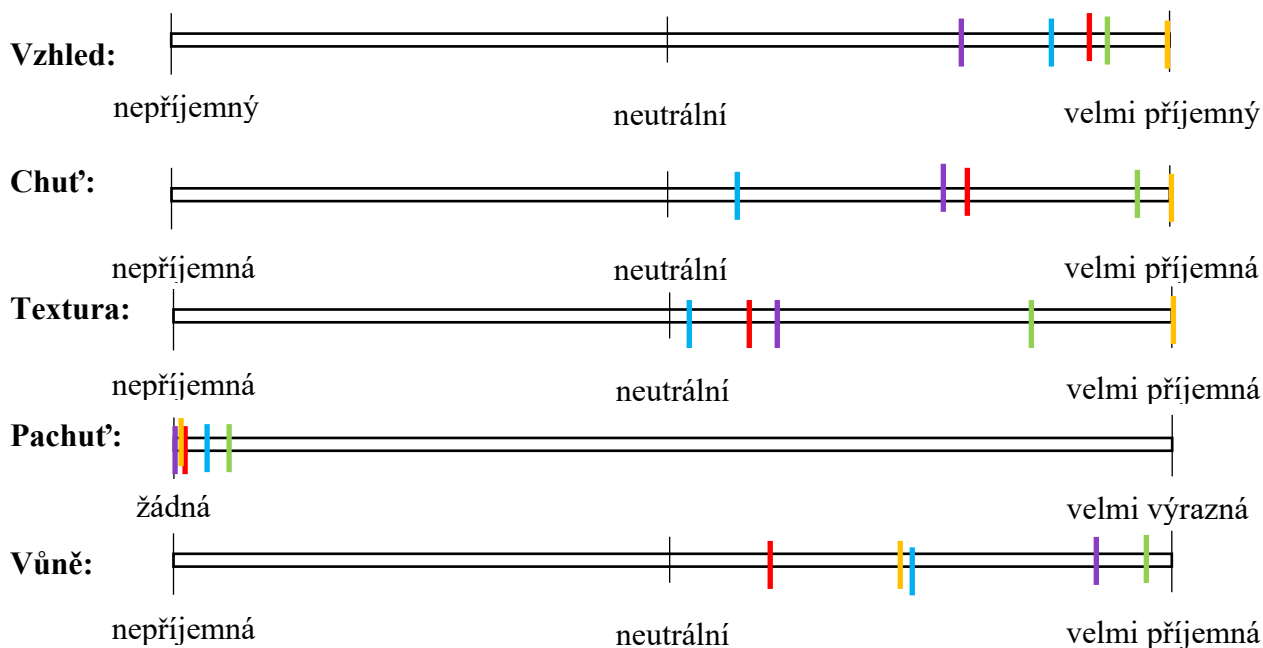 Vzhled:
nepříjemný neutrální velmi příjemný
Chuť:
nepříjemná neutrální velmi příjemná
Textura:
nepříjemná neutrální velmi příjemná
Pachuť:
žádná velmi výrazná
Vůně:
nepříjemná neutrální velmi příjemná